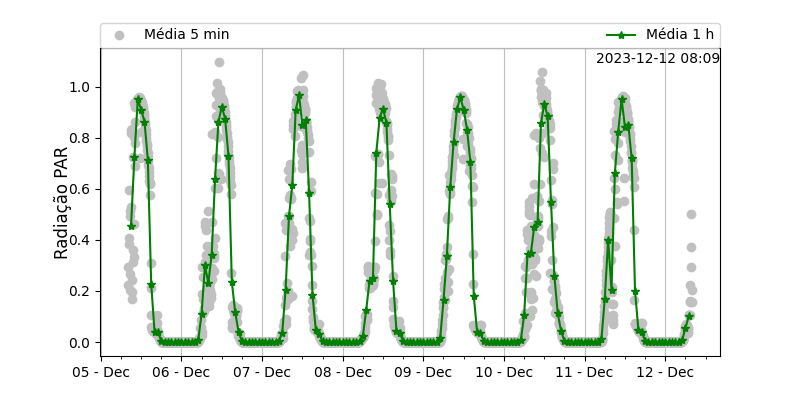 Média 5 min
Média 1 h
2023-12-12 08:09
Radiação PAR
1.0
0.8
0.6
0.4
0.2
0.0
05 - Dec
06 - Dec
07 - Dec
08 - Dec
09 - Dec
10 - Dec
11 - Dec
12 - Dec